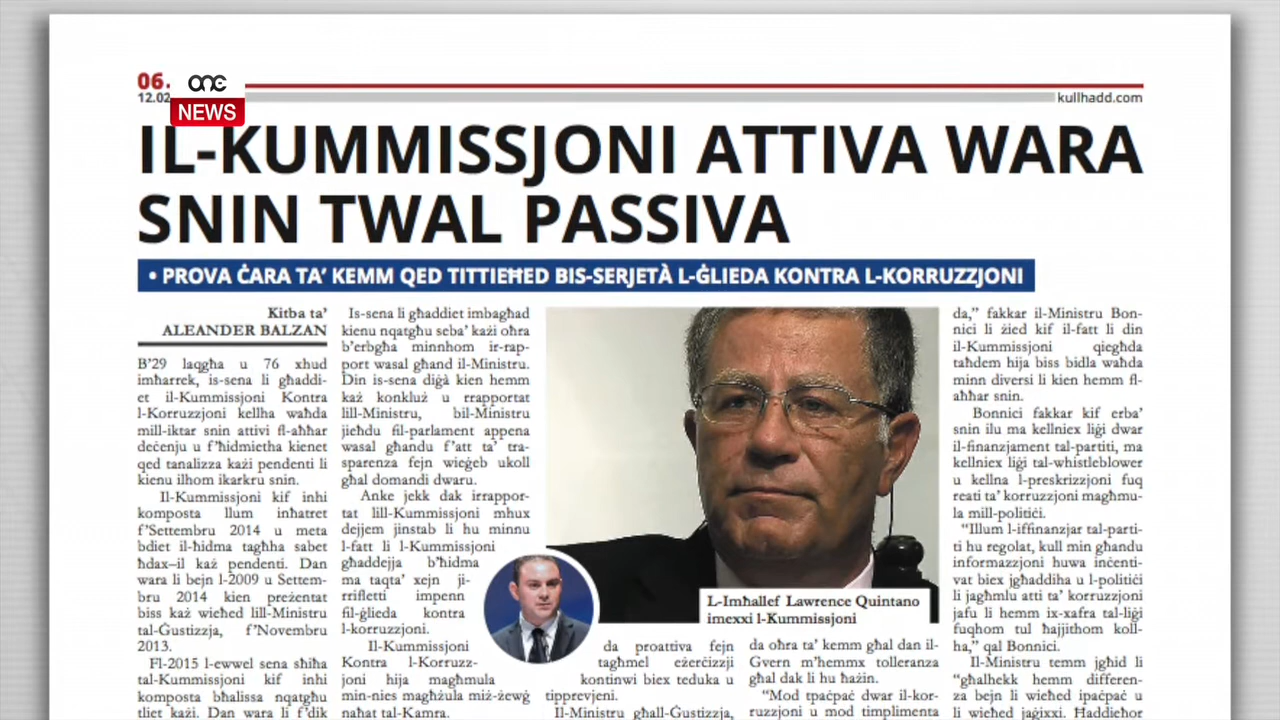 06.
12.02
one
NEWS
kullhadd.com
IL-KUMMISSJONI ATTIVA WARA
SNIN TWAL PASSIVA
• PROVA ĊARA TA’ KEMM QED TITTIEĦED BIS-SERJETÀ L-ĠLIEDA KONTRA L-KORRUZZJONI
Kitba ta’
ALEANDER BALZAN
B’29 laqgħa u 76 xhud
imħarrek, is-sena li għaddi-
et il-Kummissjoni Kontra
l-Korruzzjoni kellha waħda
mill-iktar snin attivi fl-aħħar
deċenju u f’ħidmietha kienet
qed tanalizza każi pendenti li
kienu ilhom ikarkru snin.
Il-Kummissjoni kif inhi
komposta llum inħatret
f’Settembru 2014 u meta
bdiet il-ħidma tagħha sabet
ħdax–il każ pendenti. Dan
wara li bejn l-2009 u Settem-
bru 2014 kien preżentat
biss każ wieħed lill-Ministru
tal-Ġustizzja, f’Novembru
2013.
Fl-2015 l-ewwel sena sħiħa
tal-Kummissjoni kif inhi
komposta bħalissa nqatgħu
tliet każi. Dan wara li f’dik
Is-sena li għaddiet imbagħad
kienu nqatgħu seba’ każi oħra
b’erbgħa minnhom ir-rap-
port wasal għand il-Ministru.
Din is-sena diġà kien hemm
każ konkluż u rrapportat
lill-Ministru, bil-Ministru
jieħdu fil-parlament appena
wasal għandu f’att ta’ tra-
sparenza fejn wieġeb ukoll
għal domandi dwaru.
Anke jekk dak irrappor-
tat lill-Kummissjoni mhux
dejjem jinstab li hu minnu
l-fatt li l-Kummissjoni
għaddejja b’ħidma
ma taqta’ xejn ji-
rrifletti impenn
fil-ġlieda kontra
l-korruzzjoni.
Il-Kummissjoni
Kontra l-Korruzz-
joni hija magħmula
min-nies magħżula miż-żewġ
naħat tal-Kamra.
L-Imħallef Lawrence Quintano
imexxi l-Kummissjoni
da proattiva fejn
tagħmel eżerċizzji
kontinwi biex teduka u
tipprevjeni.
Il-Ministru għall-Ġustizzja,
da oħra ta’ kemm għal dan il-
Gvern m’hemmx tolleranza
għal dak li hu ħażin.
“Mod tpaċpaċ dwar il-kor-
ruzzjoni u mod timplimenta
da,” fakkar il-Ministru Bon-
nici li żied kif il-fatt li din
il-Kummissjoni qiegħda
taħdem hija biss bidla waħda
minn diversi li kien hemm fl-
aħħar snin.
Bonnici fakkar kif erba’
snin ilu ma kellniex liġi dwar
il-finanzjament tal-partiti, ma
kellniex liġi tal-whistleblower
u kellna l-preskrizzjoni fuq
reati ta’ korruzzjoni magħmu-
la mill-politiċi.
“Illum l-iffinanzjar tal-parti-
ti hu regolat, kull min għandu
informazzjoni huwa inċenti-
vat biex jgħaddiha u l-politiċi
li jagħmlu atti ta’ korruzzjoni
jafu li hemm ix-xafra tal-liġi
fuqhom tul ħajjithom koll-
ha,” qal Bonnici.
Il-Ministru temm jgħid li
“għalhekk hemm differen-
za bejn li wieħed ipaċpaċ u
li wieħed jaġixxi. Ħaddieħor